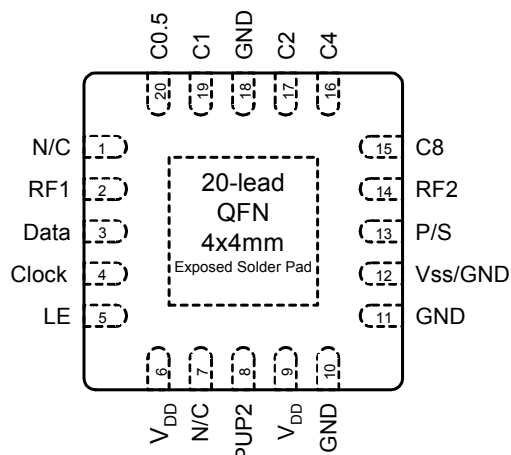 C0.5
C1
GND
C2
C4
20
19
18
17
16
N/C 1
RF1 2
Data 3
Clock 4
LE 5
20-lead
QFN
4x4mm
Exposed Solder Pad
15 C8
14 RF2
13 P/S
12 Vss/GND
11 GND
6
7
8
9
10
VDD
N/C
PUP2
VDD
GND